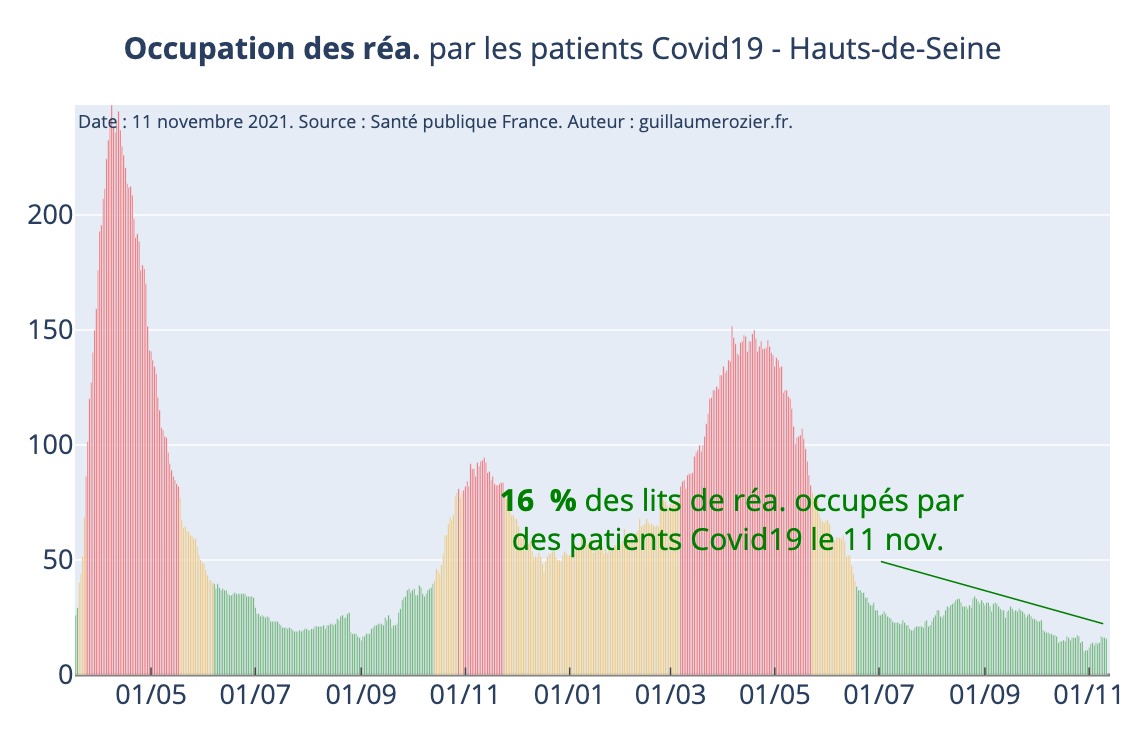 Occupation des réa. par les patients Covid19 - Hauts-de-Seine
Date : 11 novembre 2021. Source : Santé publique France. Auteur : guillaumerozier.fr.
200
150
100
16 % des lits de réa. occupés par
des patients Covid19 le 11 nov.
50
0
01/05 01/07 01/09 01/11 01/01 01/03 01/05 01/07 01/09 01/11